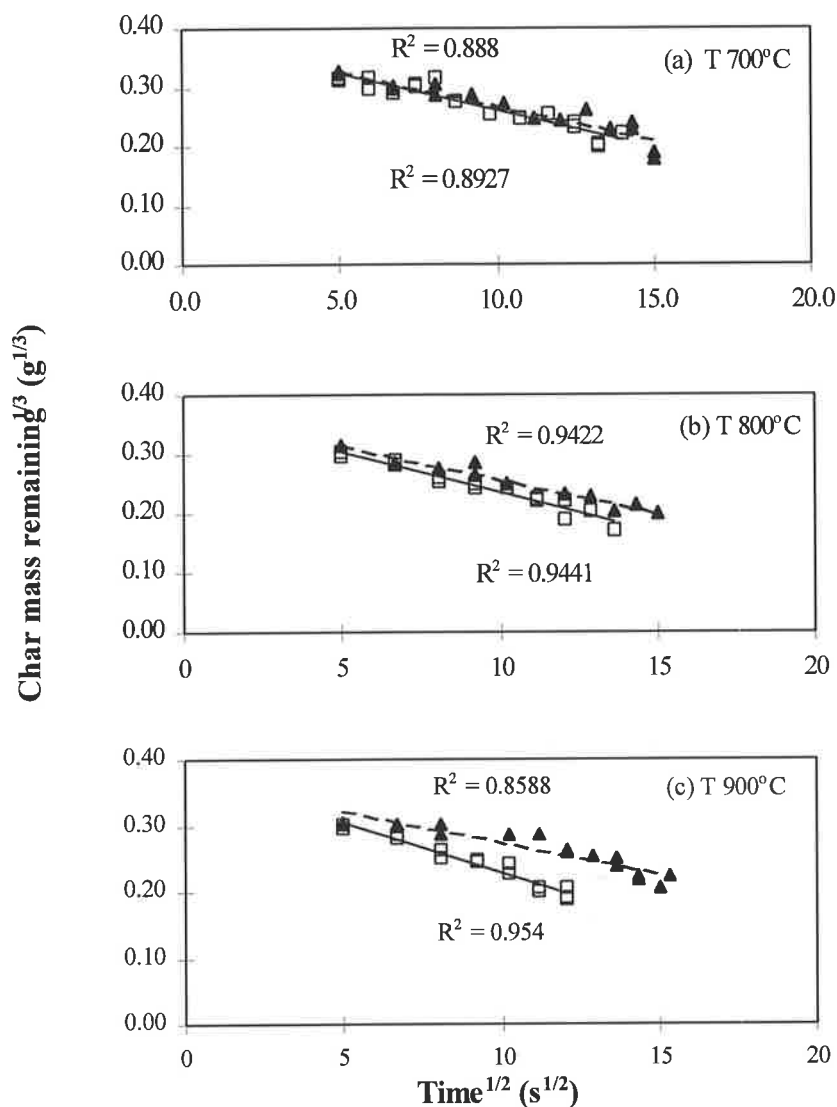 Char mass remaining^1/3 (g^1/3)
0.40
0.30
0.20
0.10
0.00
R² = 0.888
(a) T 700°C
R² = 0.8927
0.0
5.0
10.0
15.0
20.0
0.40
0.30
0.20
0.10
0.00
R² = 0.9422
(b) T 800°C
R² = 0.9441
0
5
10
15
20
0.40
0.30
0.20
0.10
0.00
R² = 0.8588
(c) T 900°C
R² = 0.954
0
5
10
15
20
Time^1/2 (s^1/2)